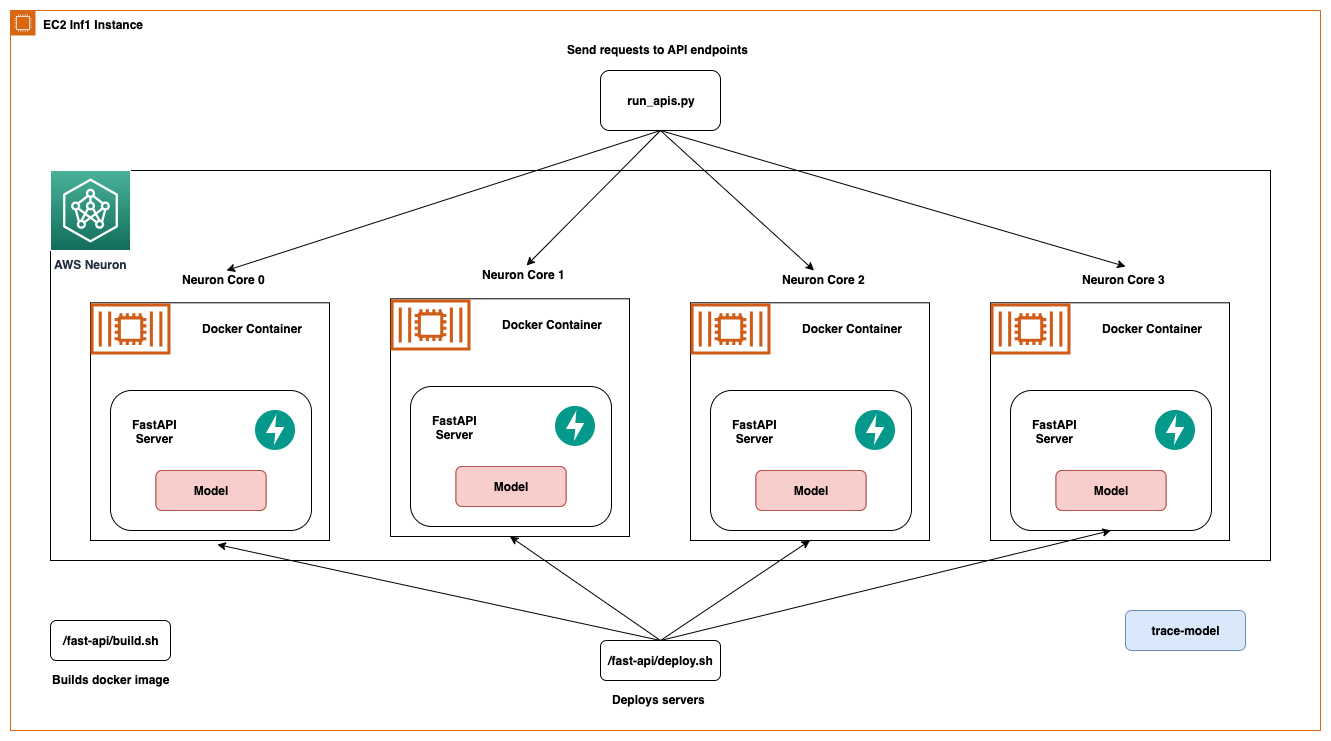 EC2 Inf1 Instance
Send requests to API endpoints
run_apis.py
AWS Neuron
Neuron Core 0
Neuron Core 1
Neuron Core 2
Neuron Core 3
Docker Container
Docker Container
Docker Container
Docker Container
FastAPI
Server
FastAPI
Server
FastAPI
Server
FastAPI
Server
Model
Model
Model
Model
/fast-api/build.sh
Builds docker image
/fast-api/deploy.sh
Deploys servers
trace-model